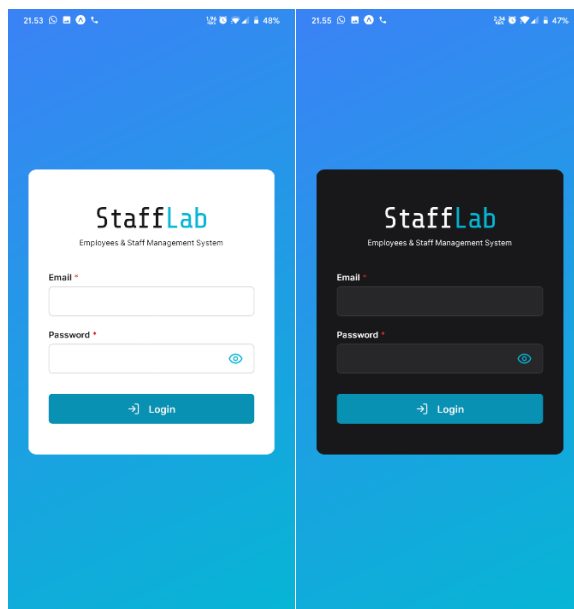 21.53
48%
StaffLab
Employees & Staff Management System
Email *
Password *
Login
21.55
47%
StaffLab
Employees & Staff Management System
Email *
Password *
Login